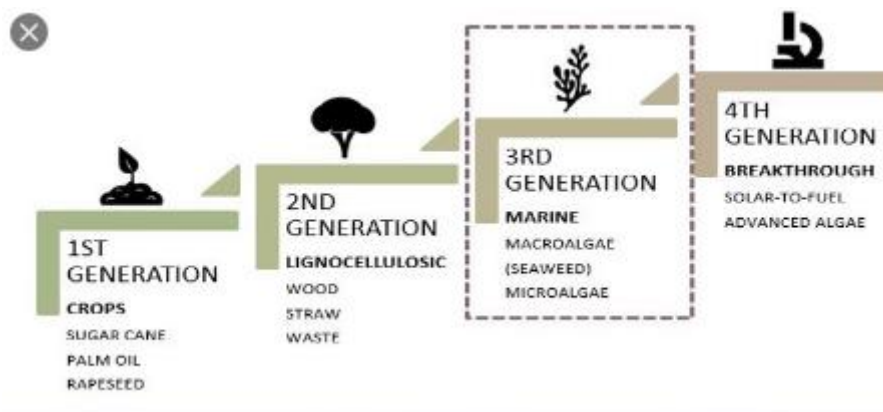 1ST
GENERATION
CROPS
SUGAR CANE
PALM OIL
RAPESEED
2ND
GENERATION
LIGNOCELLULOSIC
WOOD
STRAW
WASTE
3RD
GENERATION
MARINE
MACROALGAE
(SEAWEED)
MICROALGAE
4TH
GENERATION
BREAKTHROUGH
SOLAR-TO-FUEL
ADVANCED ALGAE